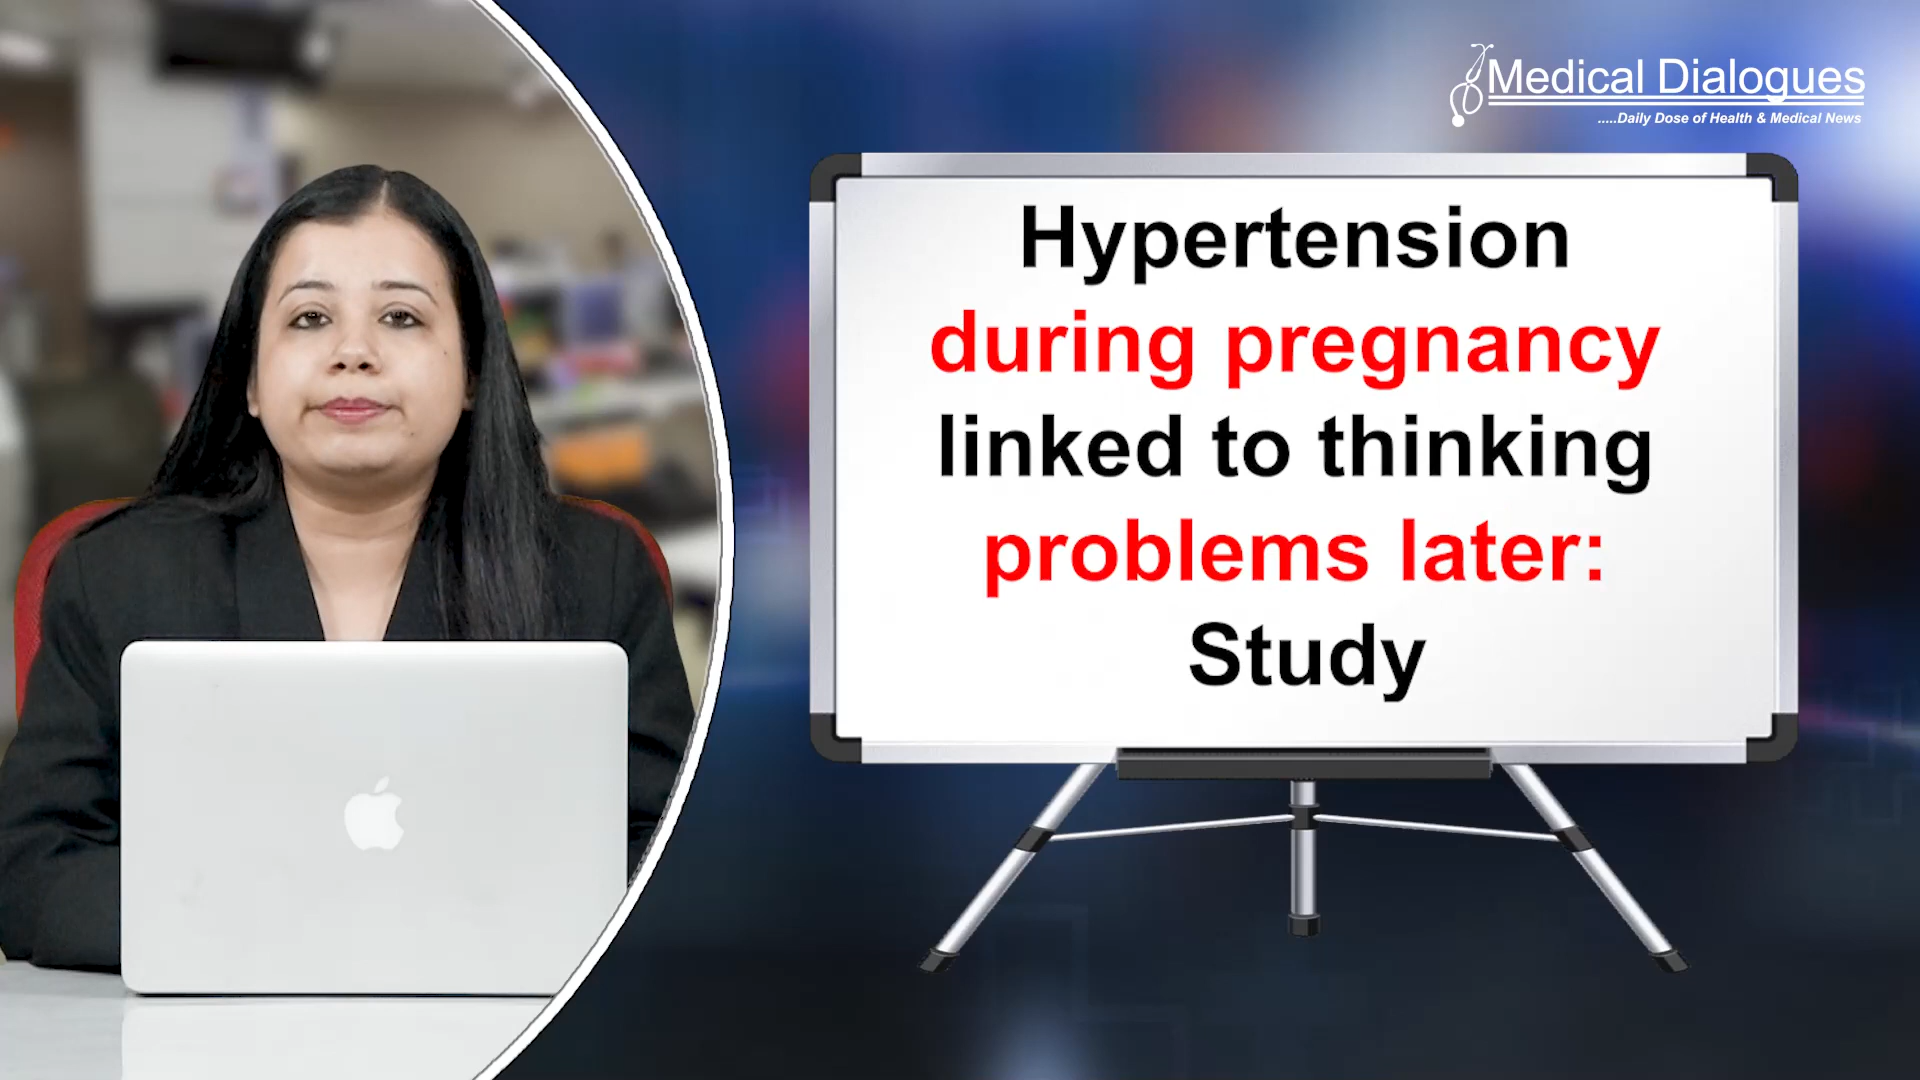 Medical Dialogues
.....Daily Dose of Health & Medical News
Hypertension
during pregnancy
linked to thinking
problems later:
Study